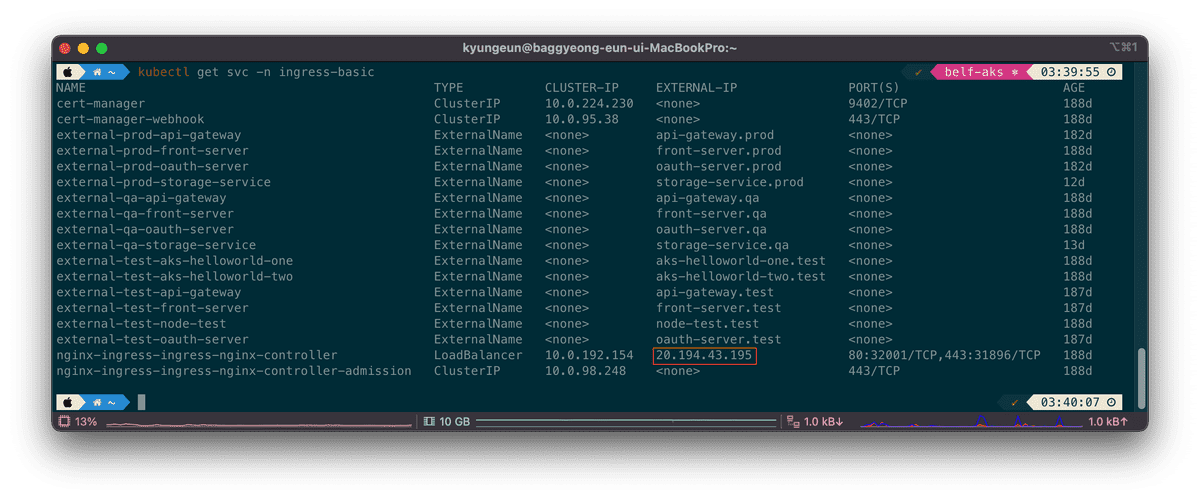 kyungeun@baggyeong-eun-ui-MacBookPro:~ ⌥⌘1
~ kubectl get svc -n ingress-basic ✓ belf-aks ⎈ 03:39:55
NAME TYPE CLUSTER-IP EXTERNAL-IP PORT(S) AGE
cert-manager ClusterIP 10.0.224.230 <none> 9402/TCP 188d
cert-manager-webhook ClusterIP 10.0.95.38 <none> 443/TCP 188d
external-prod-api-gateway ExternalName <none> api-gateway.prod <none> 182d
external-prod-front-server ExternalName <none> front-server.prod <none> 188d
external-prod-oauth-server ExternalName <none> oauth-server.prod <none> 182d
external-prod-storage-service ExternalName <none> storage-service.prod <none> 12d
external-qa-api-gateway ExternalName <none> api-gateway.qa <none> 188d
external-qa-front-server ExternalName <none> front-server.qa <none> 188d
external-qa-oauth-server ExternalName <none> oauth-server.qa <none> 188d
external-qa-storage-service ExternalName <none> storage-service.qa <none> 13d
external-test-aks-helloworld-one ExternalName <none> aks-helloworld-one.test <none> 188d
external-test-aks-helloworld-two ExternalName <none> aks-helloworld-two.test <none> 188d
external-test-api-gateway ExternalName <none> api-gateway.test <none> 187d
external-test-front-server ExternalName <none> front-server.test <none> 187d
external-test-node-test ExternalName <none> node-test.test <none> 188d
external-test-oauth-server ExternalName <none> oauth-server.test <none> 187d
nginx-ingress-ingress-nginx-controller LoadBalancer 10.0.192.154 20.194.43.195 80:32001/TCP,443:31896/TCP 188d
nginx-ingress-ingress-nginx-controller-admission ClusterIP 10.0.98.248 <none> 443/TCP 188d
~ ✓ 03:40:07
13% 10 GB 1.0 kB↓ 1.0 kB↑